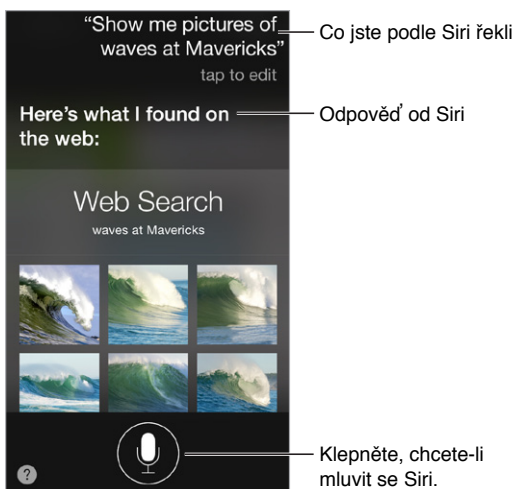 “Show me pictures of
waves at Mavericks”
tap to edit
Co jste podle Siri řekli
Here’s what I found on
the web:
Odpověď od Siri
Web Search
waves at Mavericks
?
Klepněte, chcete-li
mluvit se Siri.